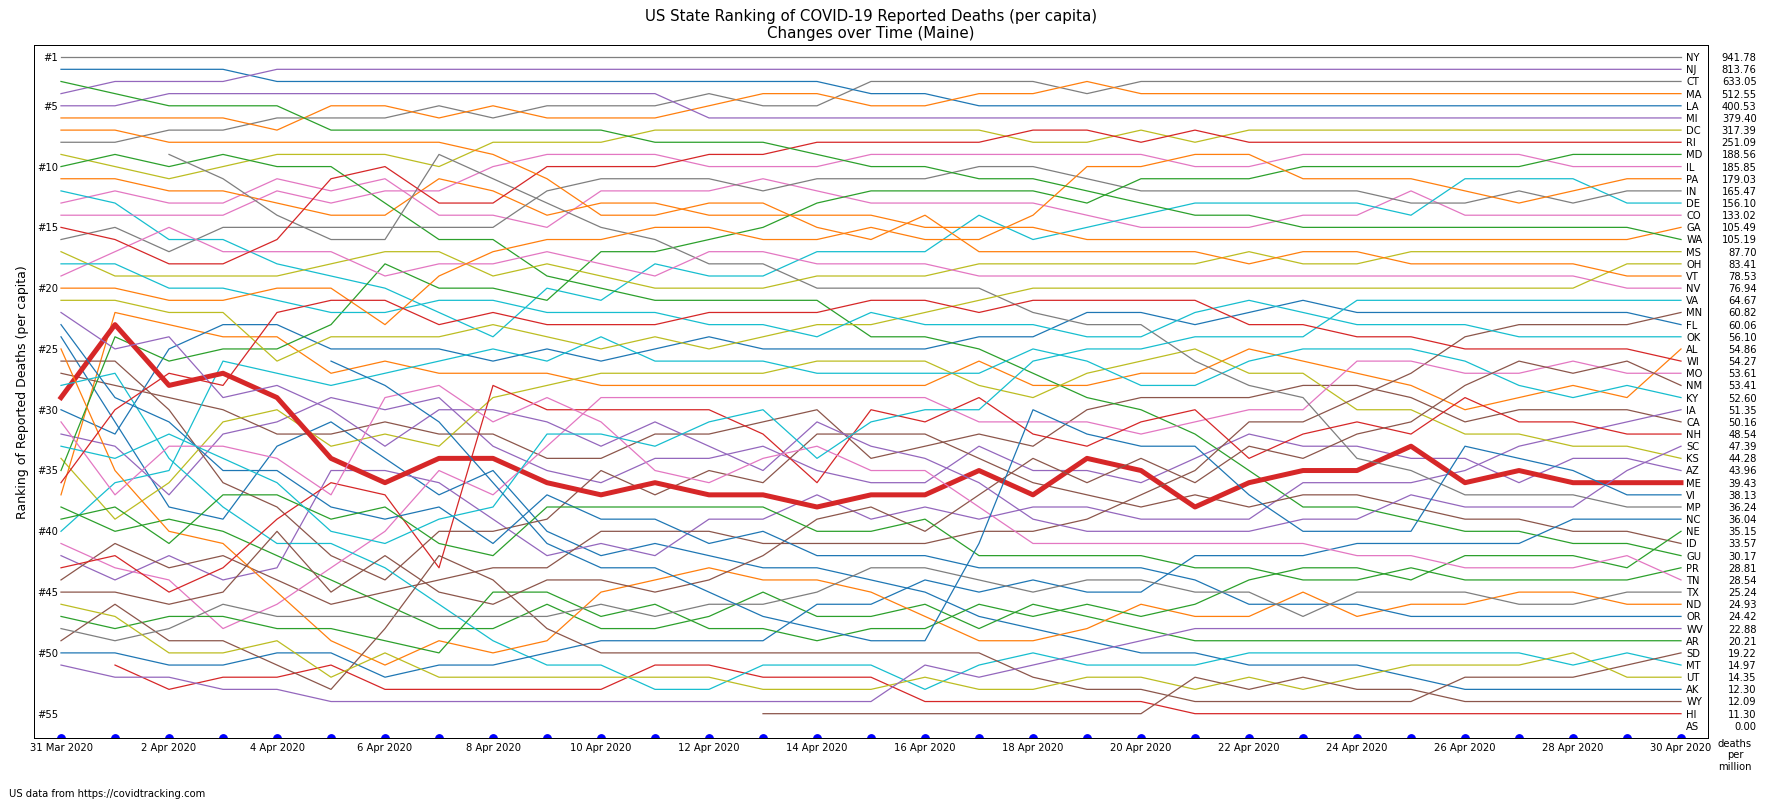 US State Ranking of COVID-19 Reported Deaths (per capita)
Changes over Time (Maine)
Ranking of Reported Deaths (per capita)
#1
#5
#10
#15
#20
#25
#30
#35
#40
#45
#50
#55
NY 941.78
NJ 813.76
CT 633.05
MA 512.55
LA 400.53
MI 379.40
DC 317.39
RI 251.09
MD 188.56
IL 185.85
PA 179.03
IN 165.47
DE 156.10
CO 133.02
GA 105.49
WA 105.19
MS 87.70
OH 83.41
VT 78.53
NV 76.94
VA 64.67
MN 60.82
FL 60.06
OK 56.10
AL 54.86
WI 54.27
MO 53.61
NM 53.41
KY 52.60
IA 51.35
CA 50.16
NH 48.54
SC 47.39
KS 44.28
AZ 43.96
ME 39.43
VI 38.13
MP 36.24
NC 36.04
NE 35.15
ID 33.57
GU 30.17
PR 28.81
TN 28.54
TX 25.24
ND 24.93
OR 24.42
WV 22.88
AR 20.21
SD 19.22
MT 14.97
UT 14.35
AK 12.30
WY 12.09
HI 11.30
AS 0.00
31 Mar 2020 2 Apr 2020 4 Apr 2020 6 Apr 2020 8 Apr 2020 10 Apr 2020 12 Apr 2020 14 Apr 2020 16 Apr 2020 18 Apr 2020 20 Apr 2020 22 Apr 2020 24 Apr 2020 26 Apr 2020 28 Apr 2020 30 Apr 2020
deaths
per
million
US data from https://covidtracking.com